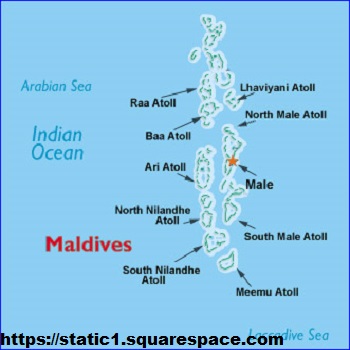 Arabian Sea
Lhaviyani Atoll
Raa Atoll
North Male Atoll
Indian
Ocean
Baa Atoll
Ari Atoll
Male
North Nilandhe
Atoll
South Male Atoll
Maldives
South Nilandhe
Atoll
Meemu Atoll
Laccadive Sea
https://static1.squarespace.com